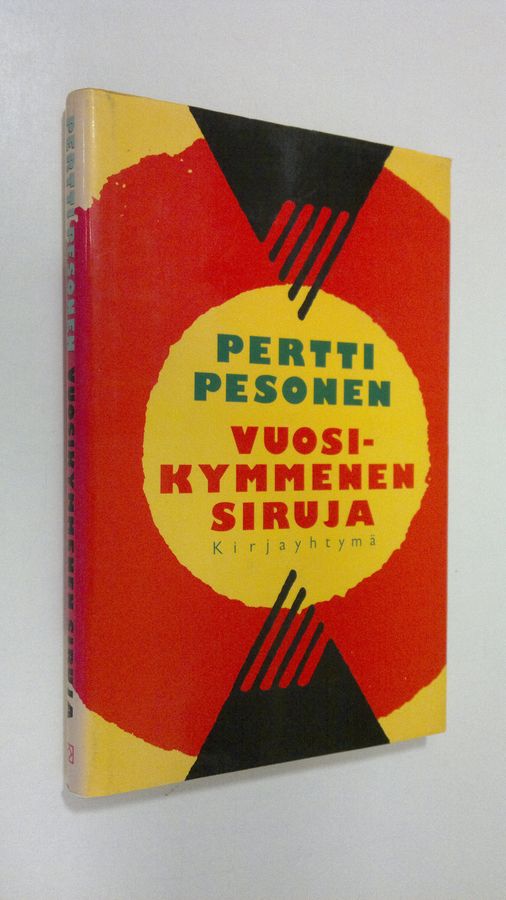 PERTTI
PESONEN
VUOSI-
KYMMENEN
SIRUJA
Kirjayhtymä
PERTTI PESONEN VUOSIKYMMENEN SIRUJA